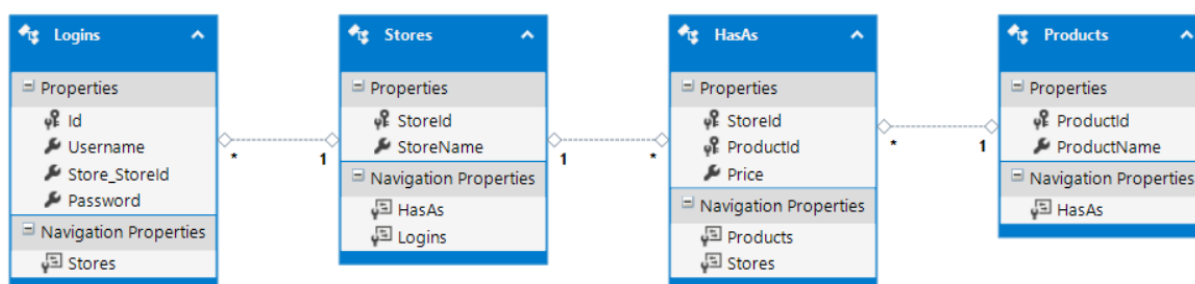 Logins
Properties
Id
Username
Store_StoreId
Password
Navigation Properties
Stores
* 1
Stores
Properties
StoreId
StoreName
Navigation Properties
HasAs
Logins
1 *
HasAs
Properties
StoreId
ProductId
Price
Navigation Properties
Products
Stores
* 1
Products
Properties
ProductId
ProductName
Navigation Properties
HasAs